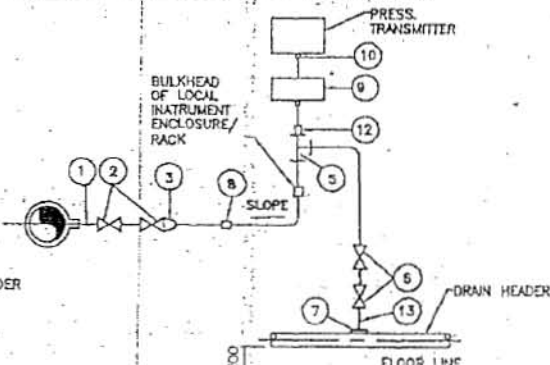 PRESS.
TRANSMITTER
10
BULKHEAD
OF LOCAL
INATRUMENT
ENCLOSURE/
RACK
9
12
5
1
2
3
8
SLOPE
6
DER
DRAIN HEADER
7
13
00
FLOOR LINE